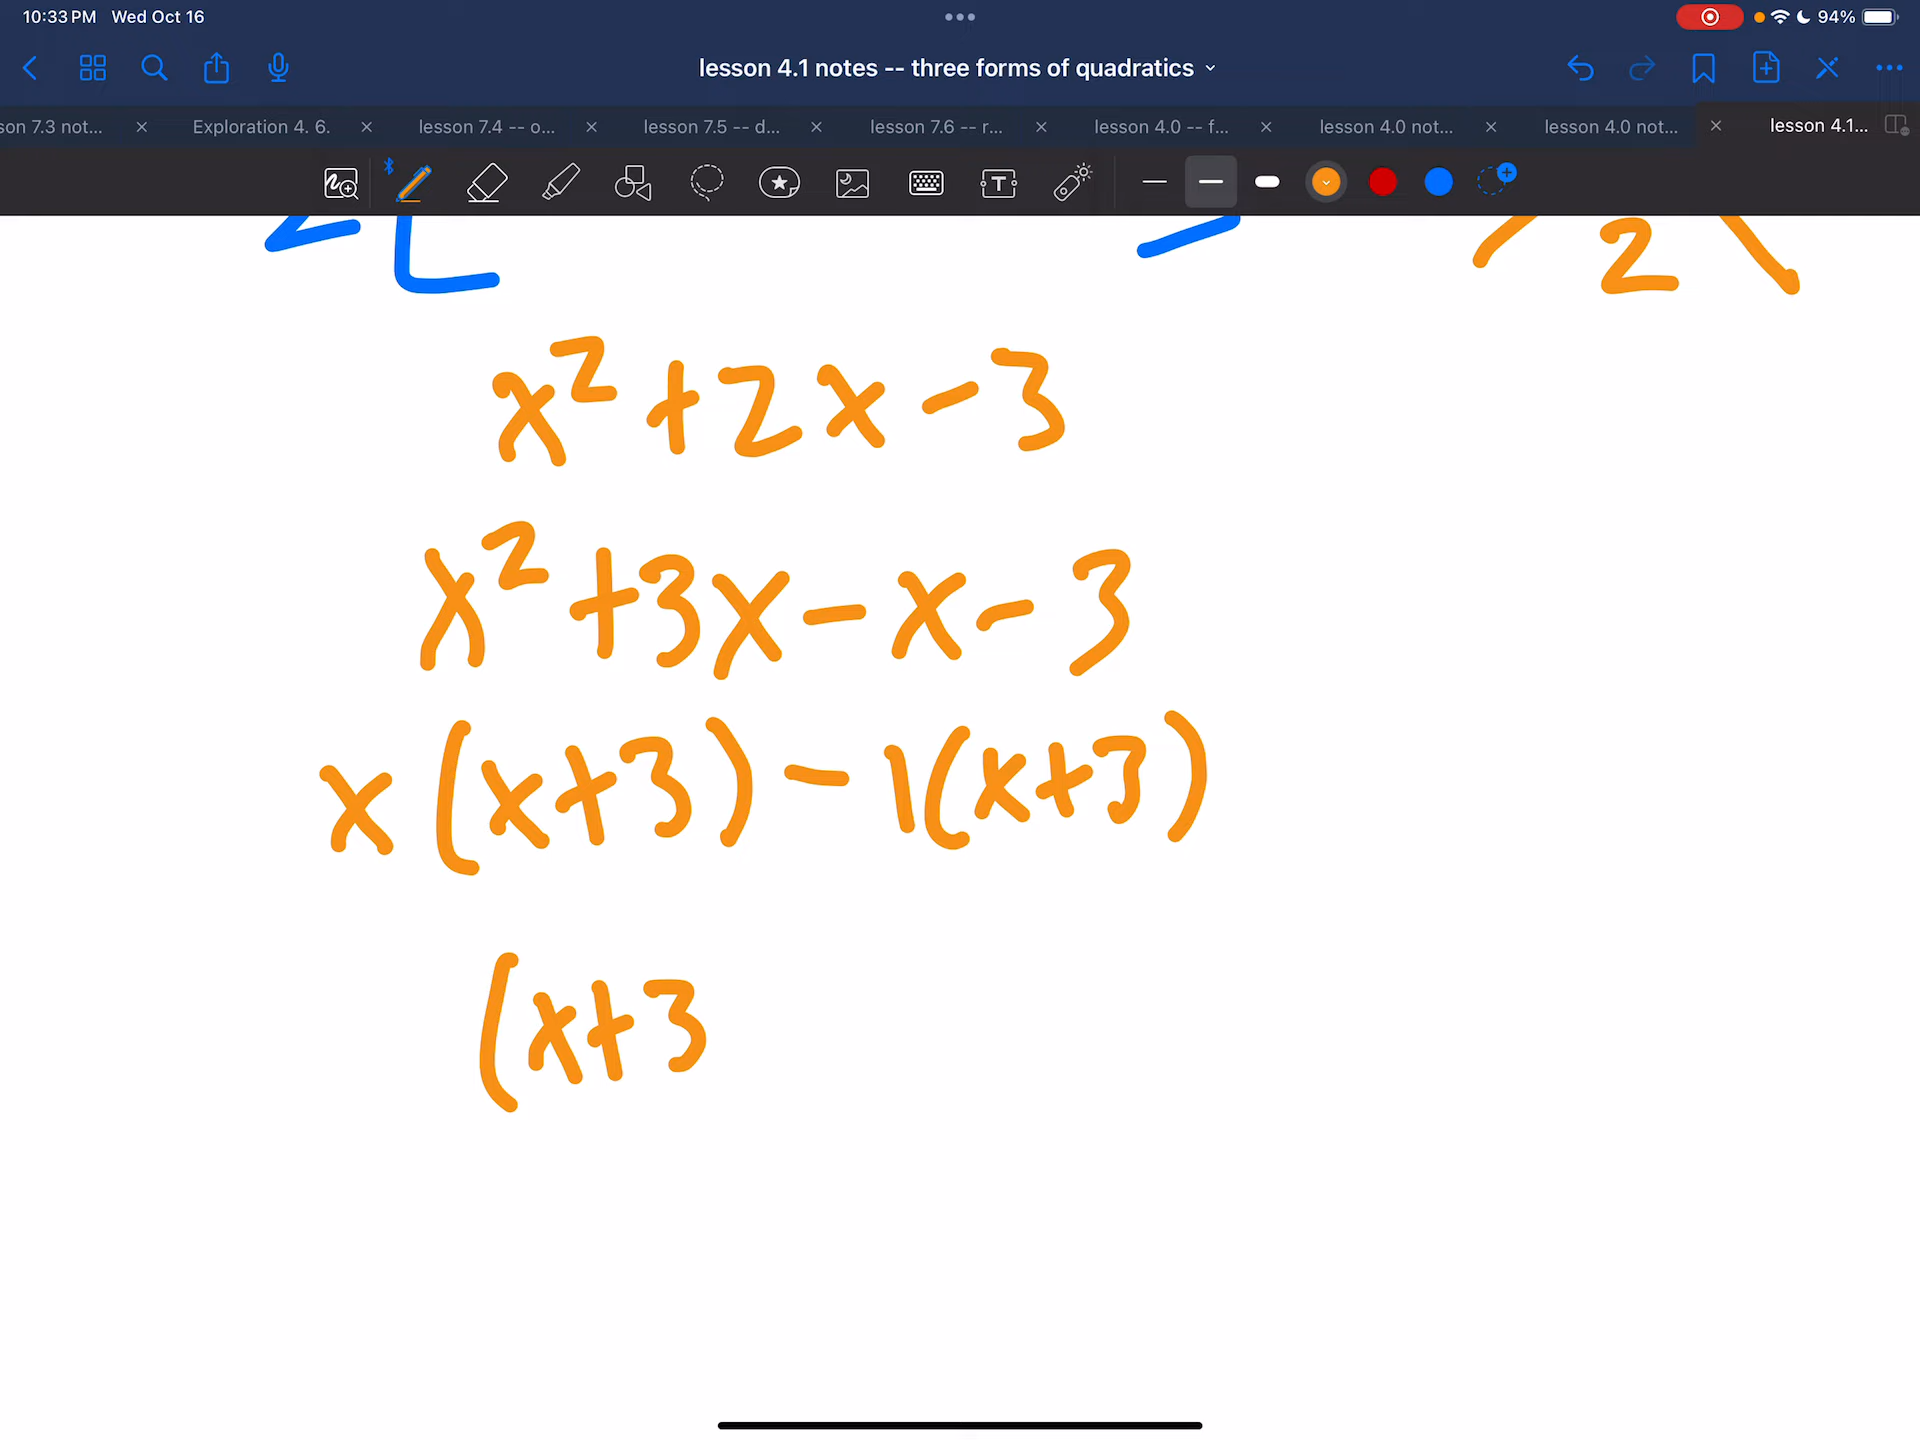 10:33 PM Wed Oct 16
94%
lesson 4.1 notes -- three forms of quadratics
son 7.3 not... Exploration 4. 6. lesson 7.4 -- o... lesson 7.5 -- d... lesson 7.6 -- r... lesson 4.0 -- f... lesson 4.0 not... lesson 4.0 not... lesson 4.1...
2
x² + 2x - 3
x² + 3x - x - 3
x(x+3) - 1(x+3)
(x+3